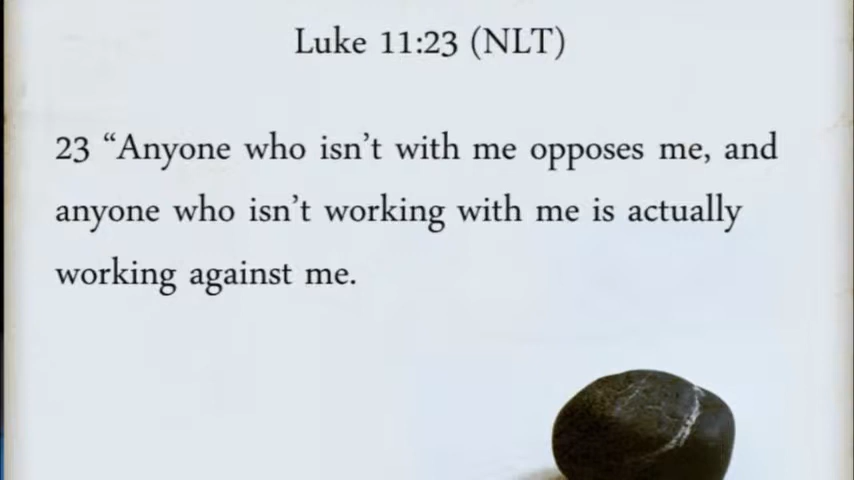 Luke 11:23 (NLT)
23 “Anyone who isn’t with me opposes me, and
anyone who isn’t working with me is actually
working against me.